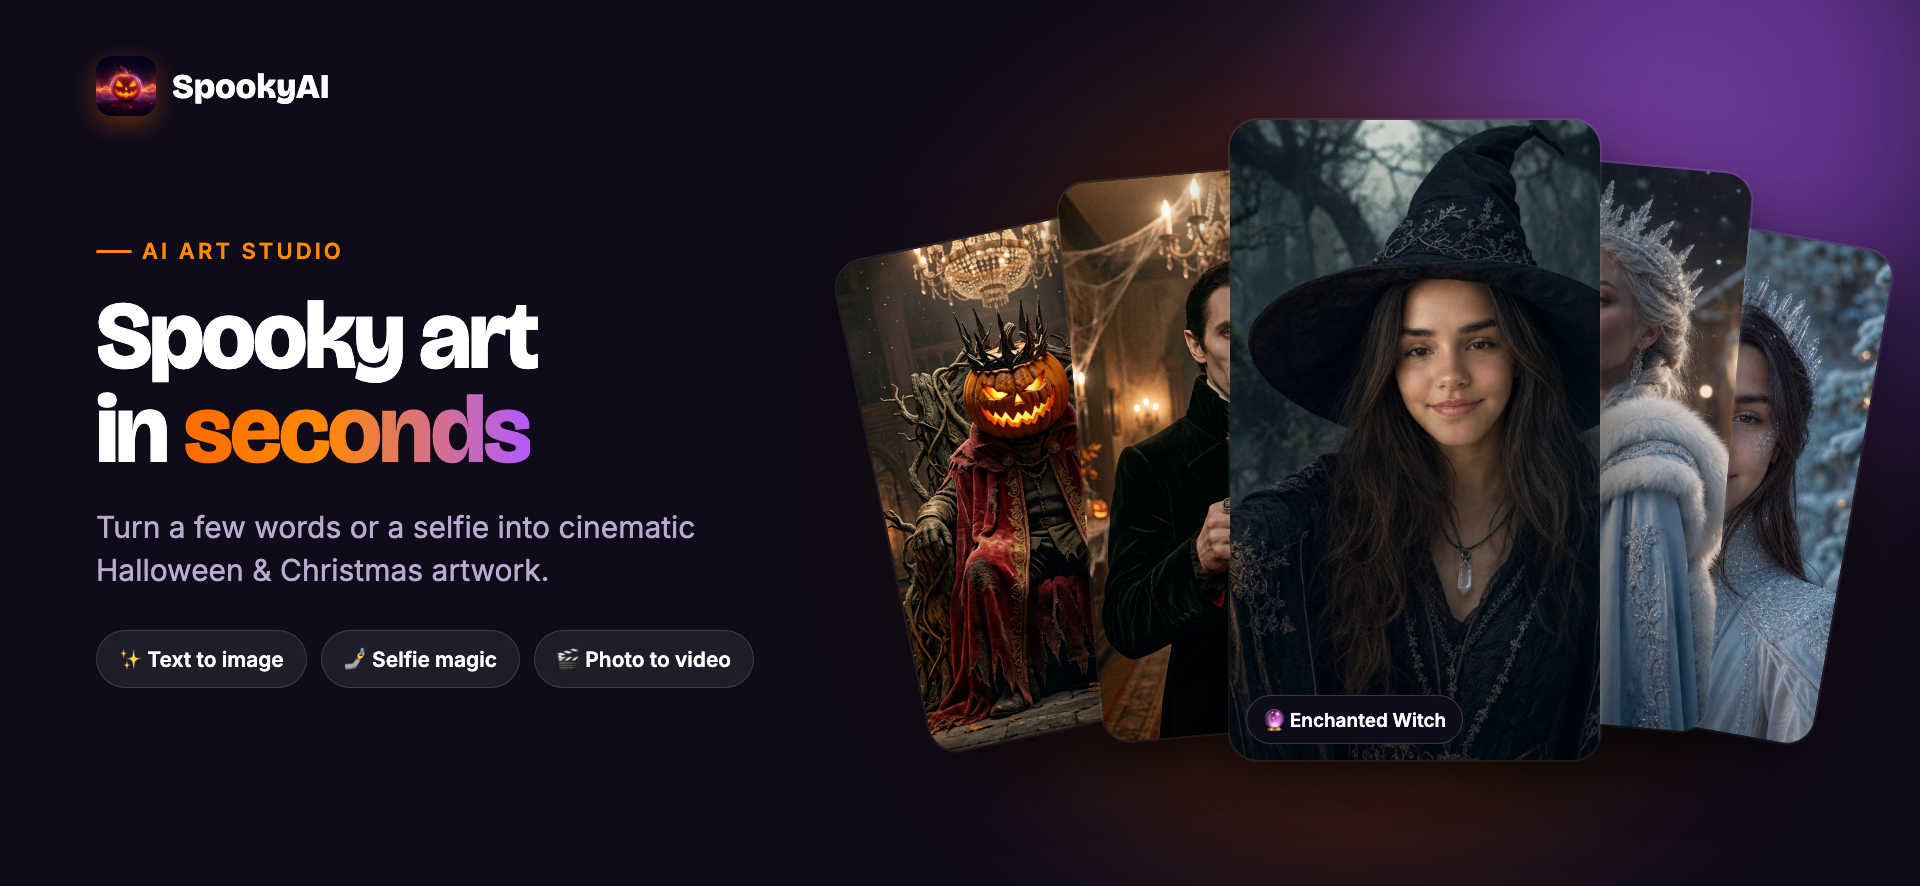 SpookyAI
AI ART STUDIO
Spooky art
in seconds
Turn a few words or a selfie into cinematic
Halloween & Christmas artwork.
✨ Text to image
🤳 Selfie magic
🎬 Photo to video
🔮 Enchanted Witch